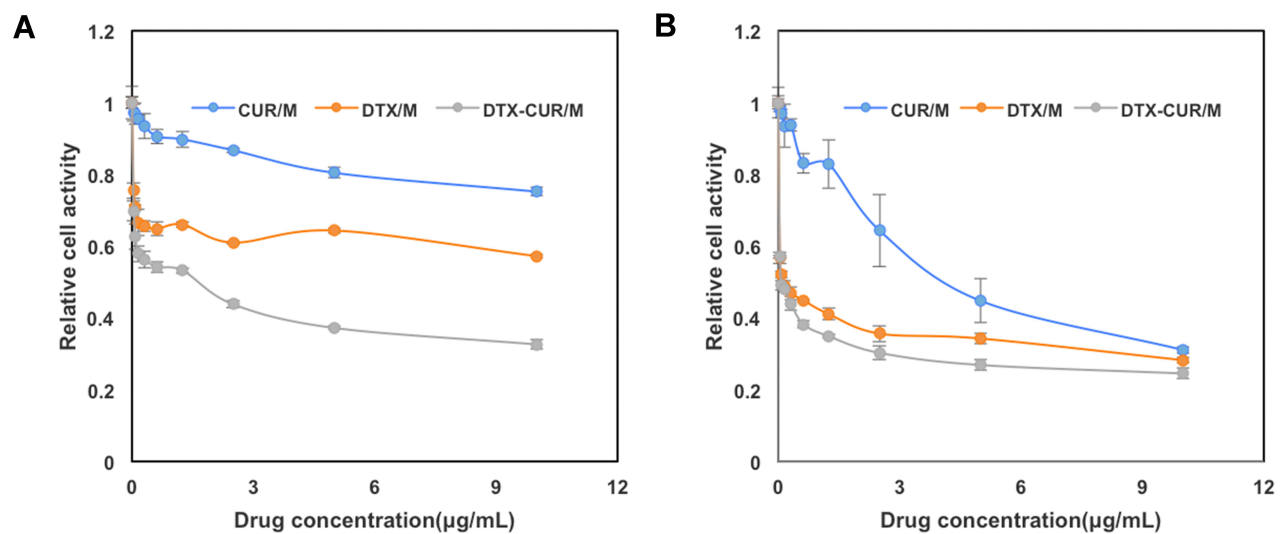 A
1.2
1
0.8
0.6
0.4
0.2
0
Relative cell activity
CUR/M DTX/M DTX-CUR/M
0 3 6 9 12
Drug concentration(μg/mL)
B
1.2
1
0.8
0.6
0.4
0.2
0
Relative cell activity
CUR/M DTX/M DTX-CUR/M
0 3 6 9 12
Drug concentration(μg/mL)